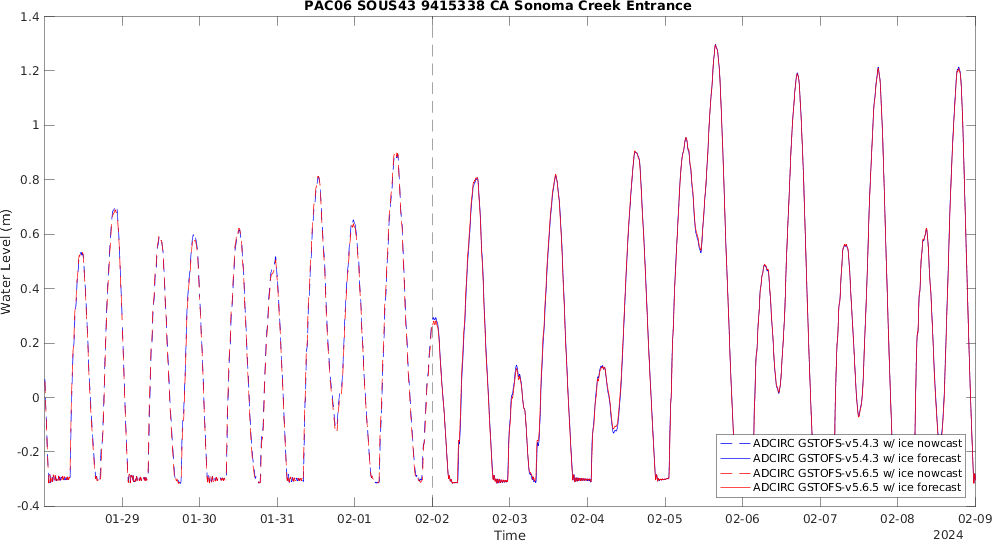 PAC06 SOUS43 9415338 CA Sonoma Creek Entrance
1.4
1.2
1
0.8
0.6
0.4
0.2
0
-0.2
-0.4
Water Level (m)
ADCIRC GSTOFS-v5.4.3 w/ ice nowcast
ADCIRC GSTOFS-v5.4.3 w/ ice forecast
ADCIRC GSTOFS-v5.6.5 w/ ice nowcast
ADCIRC GSTOFS-v5.6.5 w/ ice forecast
01-29 01-30 01-31 02-01 02-02 02-03 02-04 02-05 02-06 02-07 02-08 02-09
Time
2024